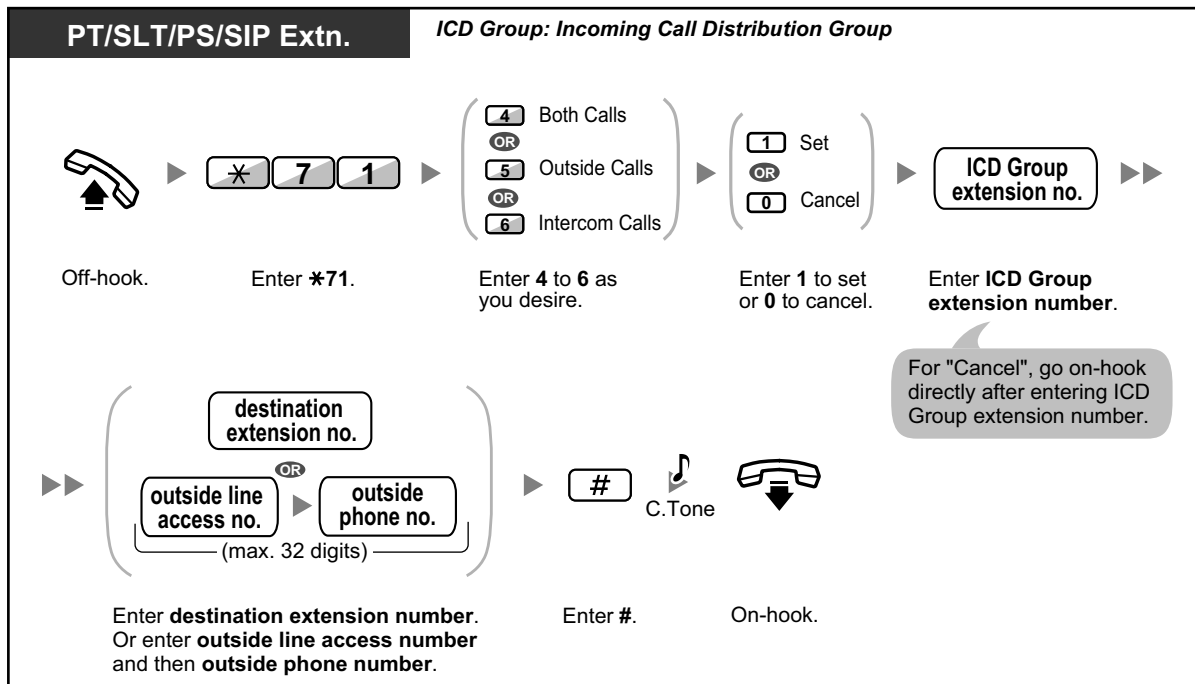 PT/SLT/PS/SIP Extn.
ICD Group: Incoming Call Distribution Group
✳ 7 1
4 Both Calls
OR
5 Outside Calls
OR
6 Intercom Calls
1 Set
OR
0 Cancel
ICD Group
extension no.
Off-hook.
Enter ✳71.
Enter 4 to 6 as
you desire.
Enter 1 to set
or 0 to cancel.
Enter ICD Group
extension number.
For "Cancel", go on-hook
directly after entering ICD
Group extension number.
destination
extension no.
OR
outside line
access no.
outside
phone no.
(max. 32 digits)
#
C.Tone
Enter destination extension number.
Or enter outside line access number
and then outside phone number.
Enter #.
On-hook.